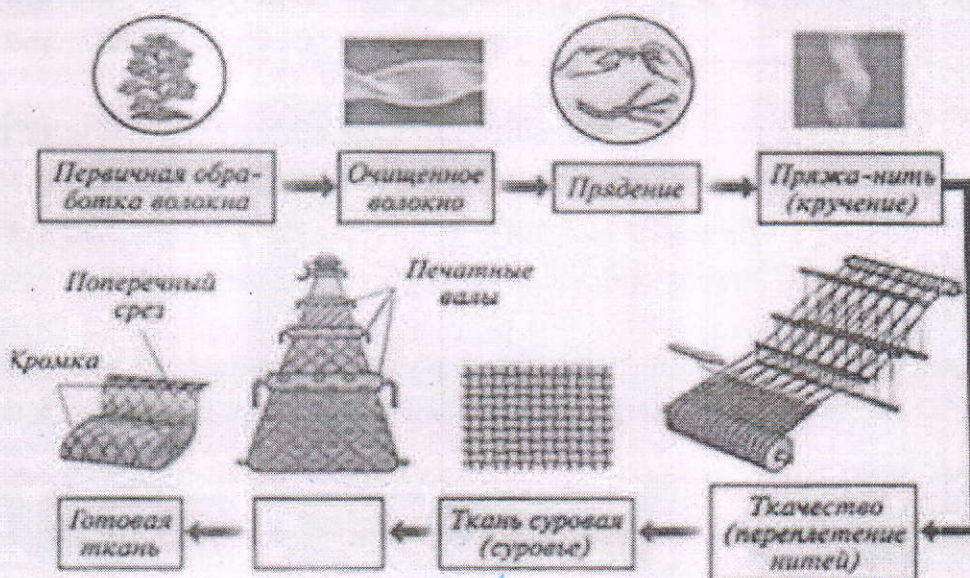 Первичная обра-
ботка волокна
Очищенное
волокно
Прядение
Пряжа-нить
(кручение)
Поперечный
срез
Кромка
Печатные
валы
Готовая
ткань
Ткань суровая
(суровье)
Ткачество
(переплетение
нитей)